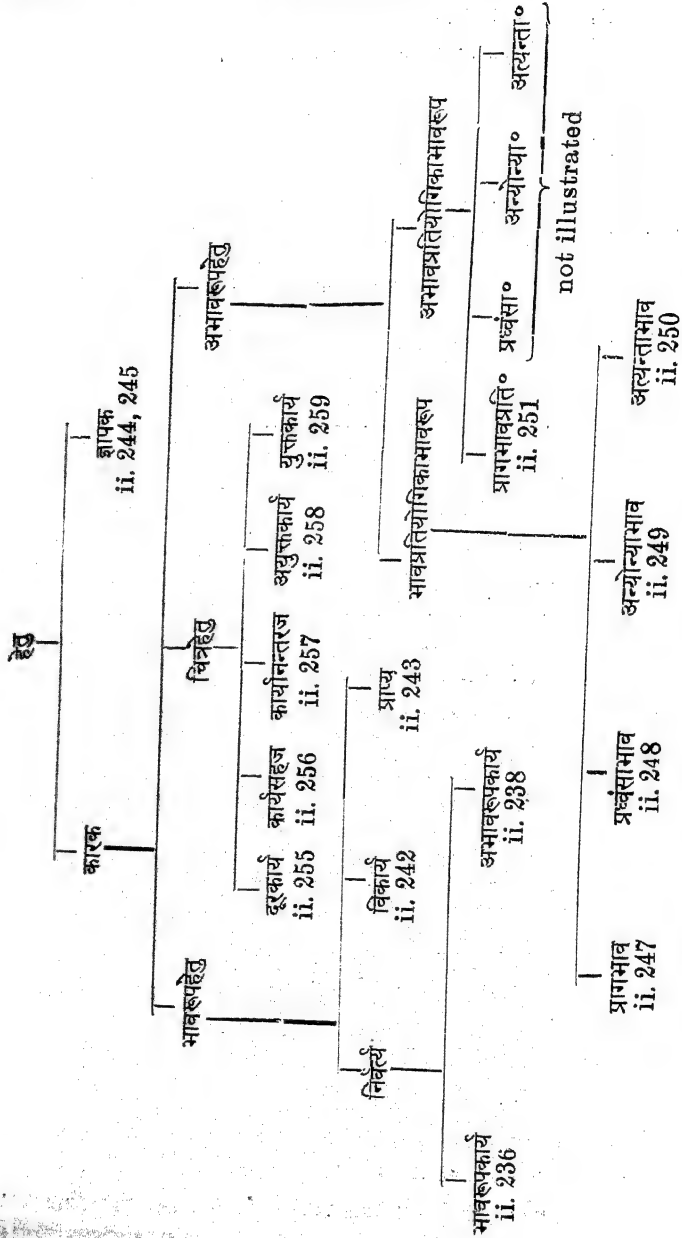 हेतु
कारक
ज्ञापक
ii. 244, 245
भावरूपहेतु
चित्रहेतु
अभावरूपहेतु
दूरकार्य
ii. 255
कार्यसहज
ii. 256
कार्यानन्तरज
ii. 257
अयुक्तकार्य
ii. 258
युक्तकार्य
ii. 259
निर्वर्त्य
विकार्य
ii. 242
प्राप्य
ii. 243
भावप्रतियोगिकाभावरूप
अभावप्रतियोगिकाभावरूप
भावरूपकार्य
ii. 236
अभावरूपकार्य
ii. 238
प्रागभावप्रति०
ii. 251
प्रध्वंसा०
अन्योन्या०
अत्यन्ता०
not illustrated
प्रागभाव
ii. 247
प्रध्वंसाभाव
ii. 248
अन्योन्याभाव
ii. 249
अत्यन्ताभाव
ii. 250